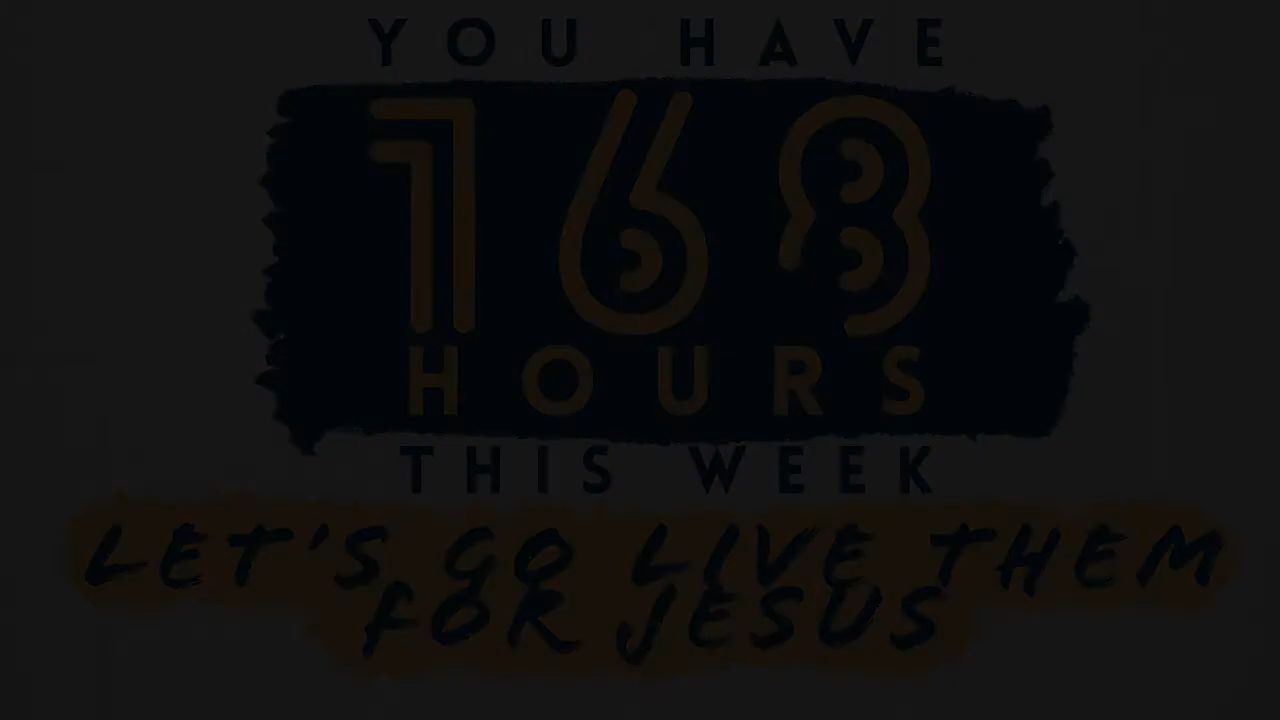 YOU HAVE
168
HOURS
THIS WEEK
LET'S GO LIVE THEM
FOR JESUS